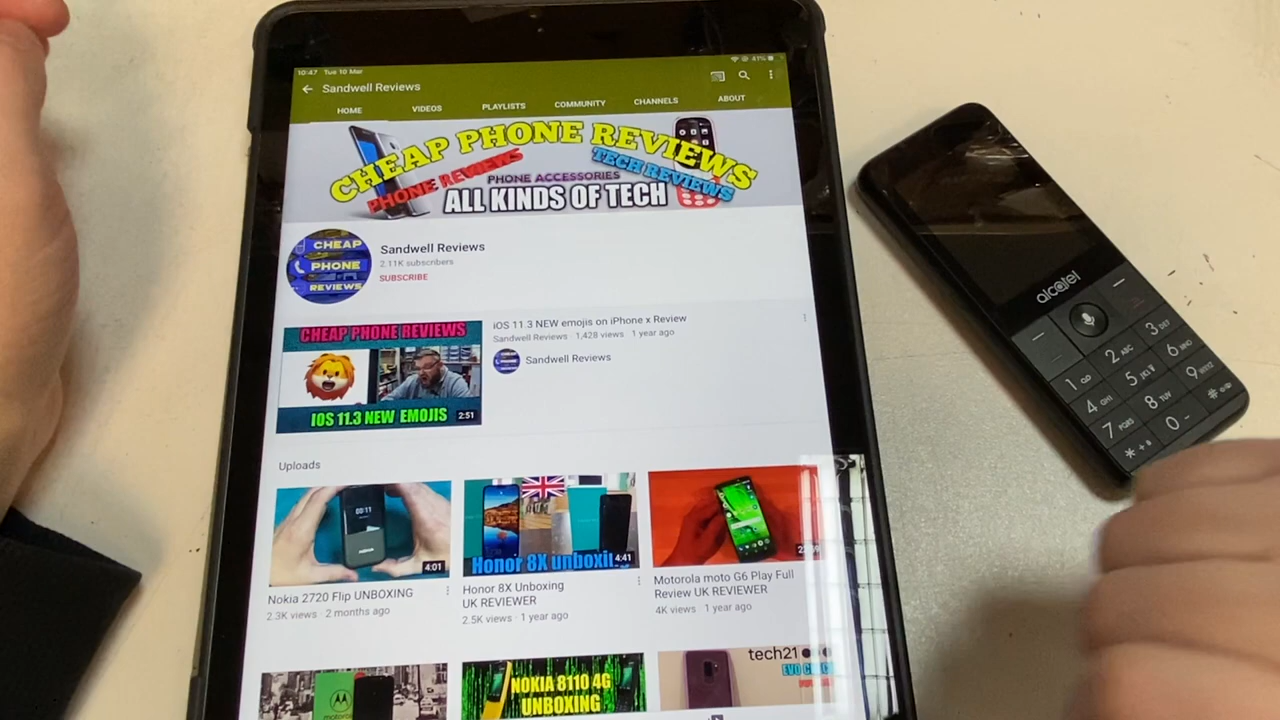 10:47 Tue 10 Mar
41%
Sandwell Reviews
HOME VIDEOS PLAYLISTS COMMUNITY CHANNELS ABOUT
CHEAP PHONE REVIEWS
PHONE REVIEWS
TECH REVIEWS
PHONE ACCESSORIES
ALL KINDS OF TECH
CHEAP
PHONE
REVIEWS
Sandwell Reviews
2.11K subscribers
SUBSCRIBE
CHEAP PHONE REVIEWS
IOS 11.3 NEW EMOJIS
2:51
iOS 11.3 NEW emojis on iPhone x Review
Sandwell Reviews · 1,428 views · 1 year ago
Sandwell Reviews
Uploads
00:11
NOKIA
4:01
Nokia 2720 Flip UNBOXING
2.3K views · 2 months ago
Honor 8X unboxi
4:41
Honor 8X Unboxing
UK REVIEWER
2.5K views · 1 year ago
Motorola moto G6 Play Full
Review UK REVIEWER
4K views · 1 year ago
NOKIA 8110 4G
UNBOXING
tech21
alcatel
1 2 ABC 3 DEF
4 GHI 5 JKL 6 MNO
7 PQRS 8 TUV 9 WXYZ
* + 0 #